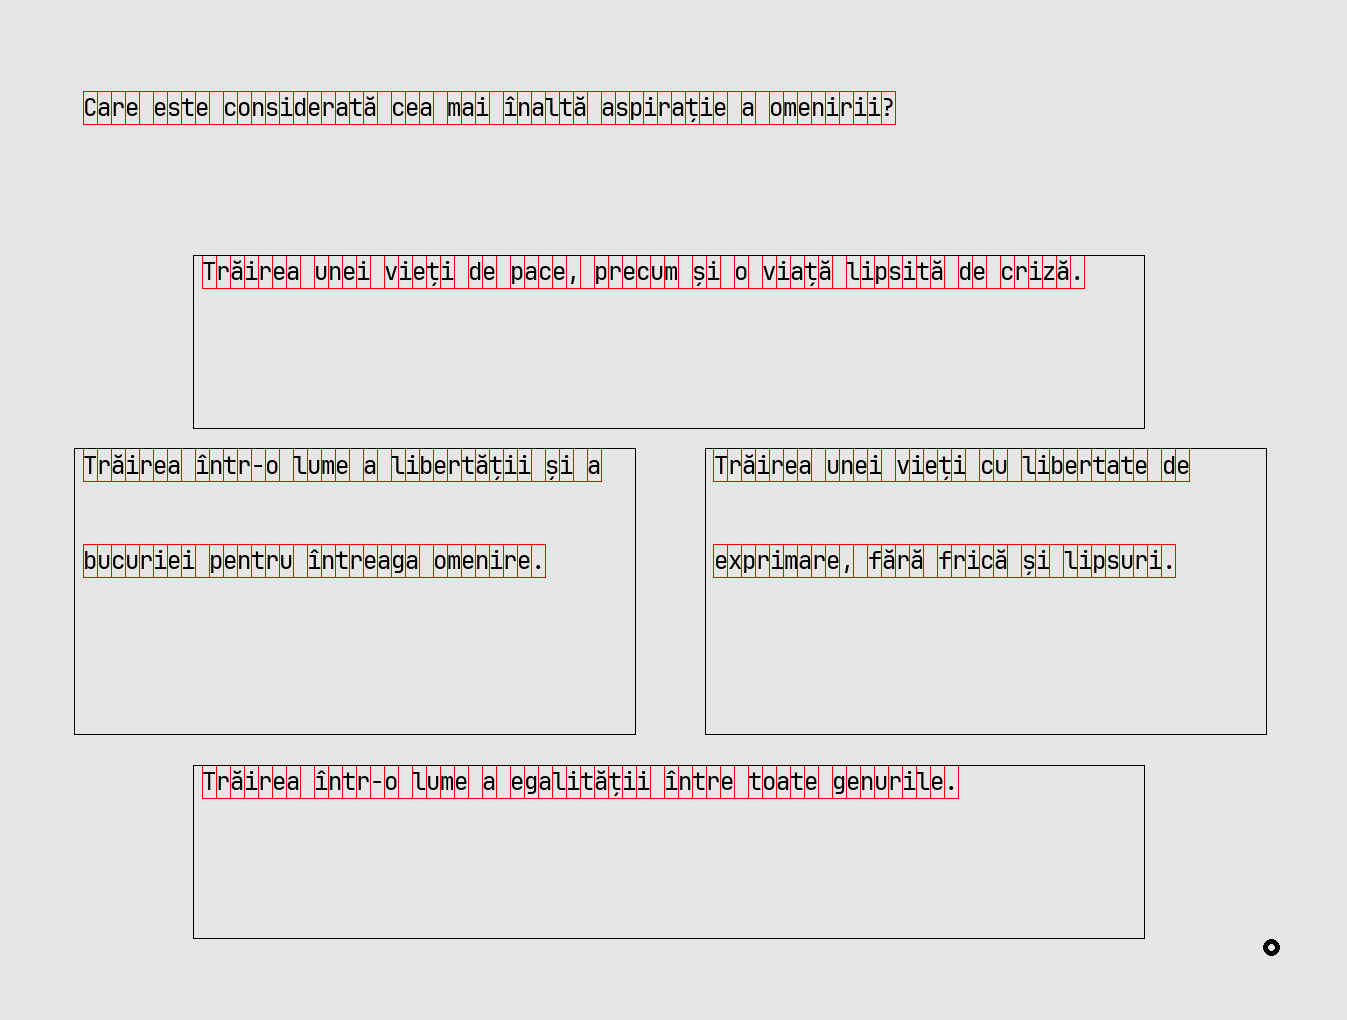 Care este considerată cea mai înaltă aspirație a omenirii?
Trăirea unei vieți de pace, precum și o viață lipsită de criză.
Trăirea într-o lume a libertății și a
bucuriei pentru întreaga omenire.
Trăirea unei vieți cu libertate de
exprimare, fără frică și lipsuri.
Trăirea într-o lume a egalității între toate genurile.